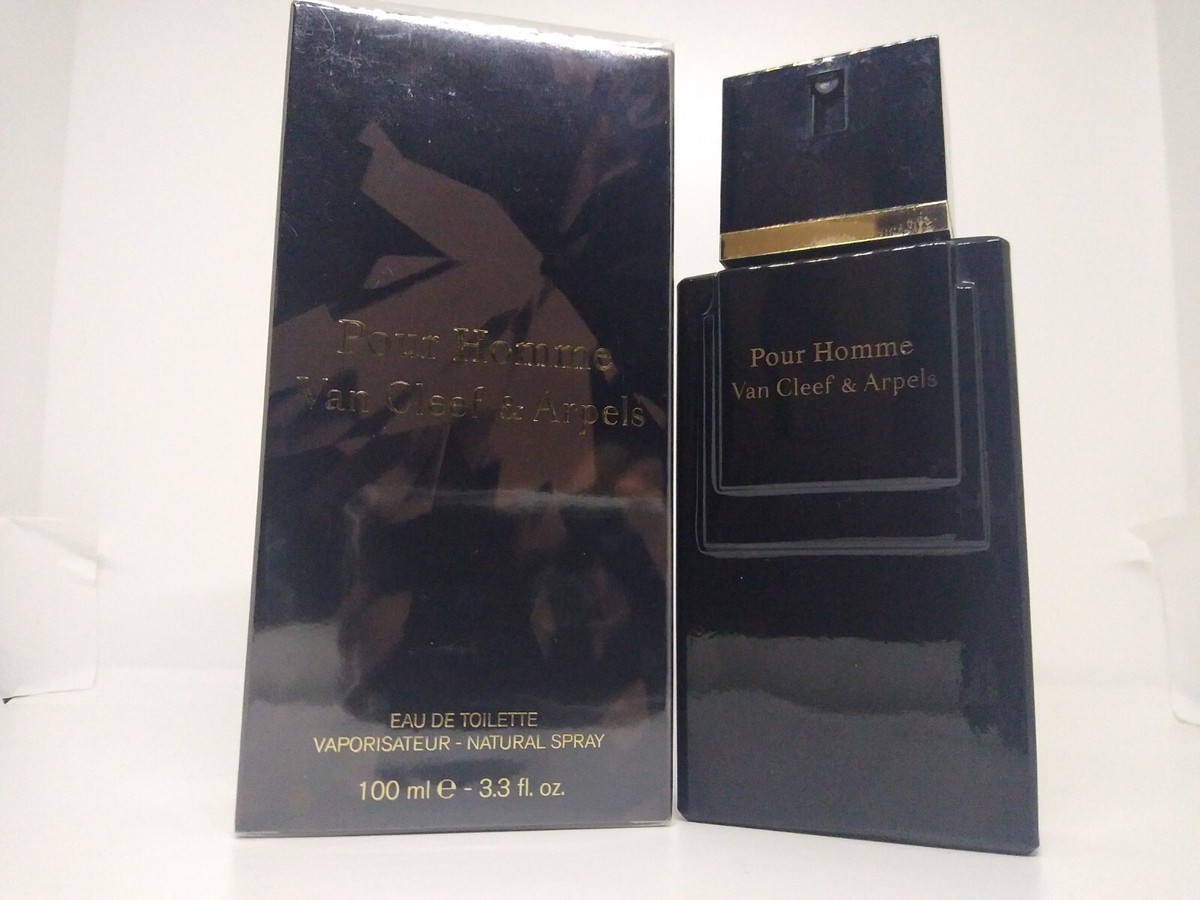 Pour Homme
Van Cleef & Arpels
EAU DE TOILETTE
VAPORISATEUR - NATURAL SPRAY
100 ml ℮ - 3.3 fl. oz.
Pour Homme
Van Cleef & Arpels